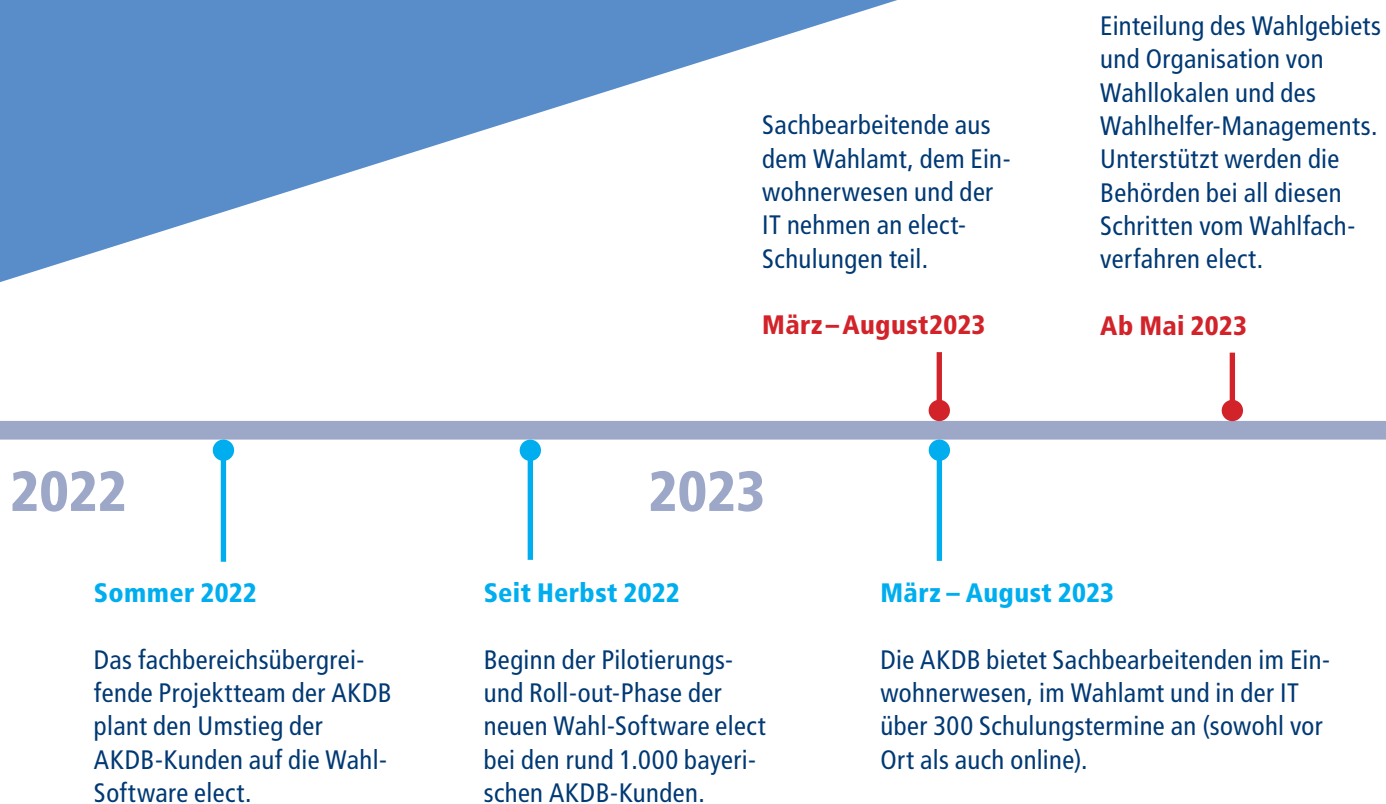 Sachbearbeitende aus
dem Wahlamt, dem Ein-
wohnerwesen und der
IT nehmen an elect-
Schulungen teil.
März – August2023
Einteilung des Wahlgebiets
und Organisation von
Wahllokalen und des
Wahlhelfer-Managements.
Unterstützt werden die
Behörden bei all diesen
Schritten vom Wahlfach-
verfahren elect.
Ab Mai 2023
2022
2023
Sommer 2022
Das fachbereichsübergrei-
fende Projektteam der AKDB
plant den Umstieg der
AKDB-Kunden auf die Wahl-
Software elect.
Seit Herbst 2022
Beginn der Pilotierungs-
und Roll-out-Phase der
neuen Wahl-Software elect
bei den rund 1.000 bayeri-
schen AKDB-Kunden.
März – August 2023
Die AKDB bietet Sachbearbeitenden im Ein-
wohnerwesen, im Wahlamt und in der IT
über 300 Schulungstermine an (sowohl vor
Ort als auch online).